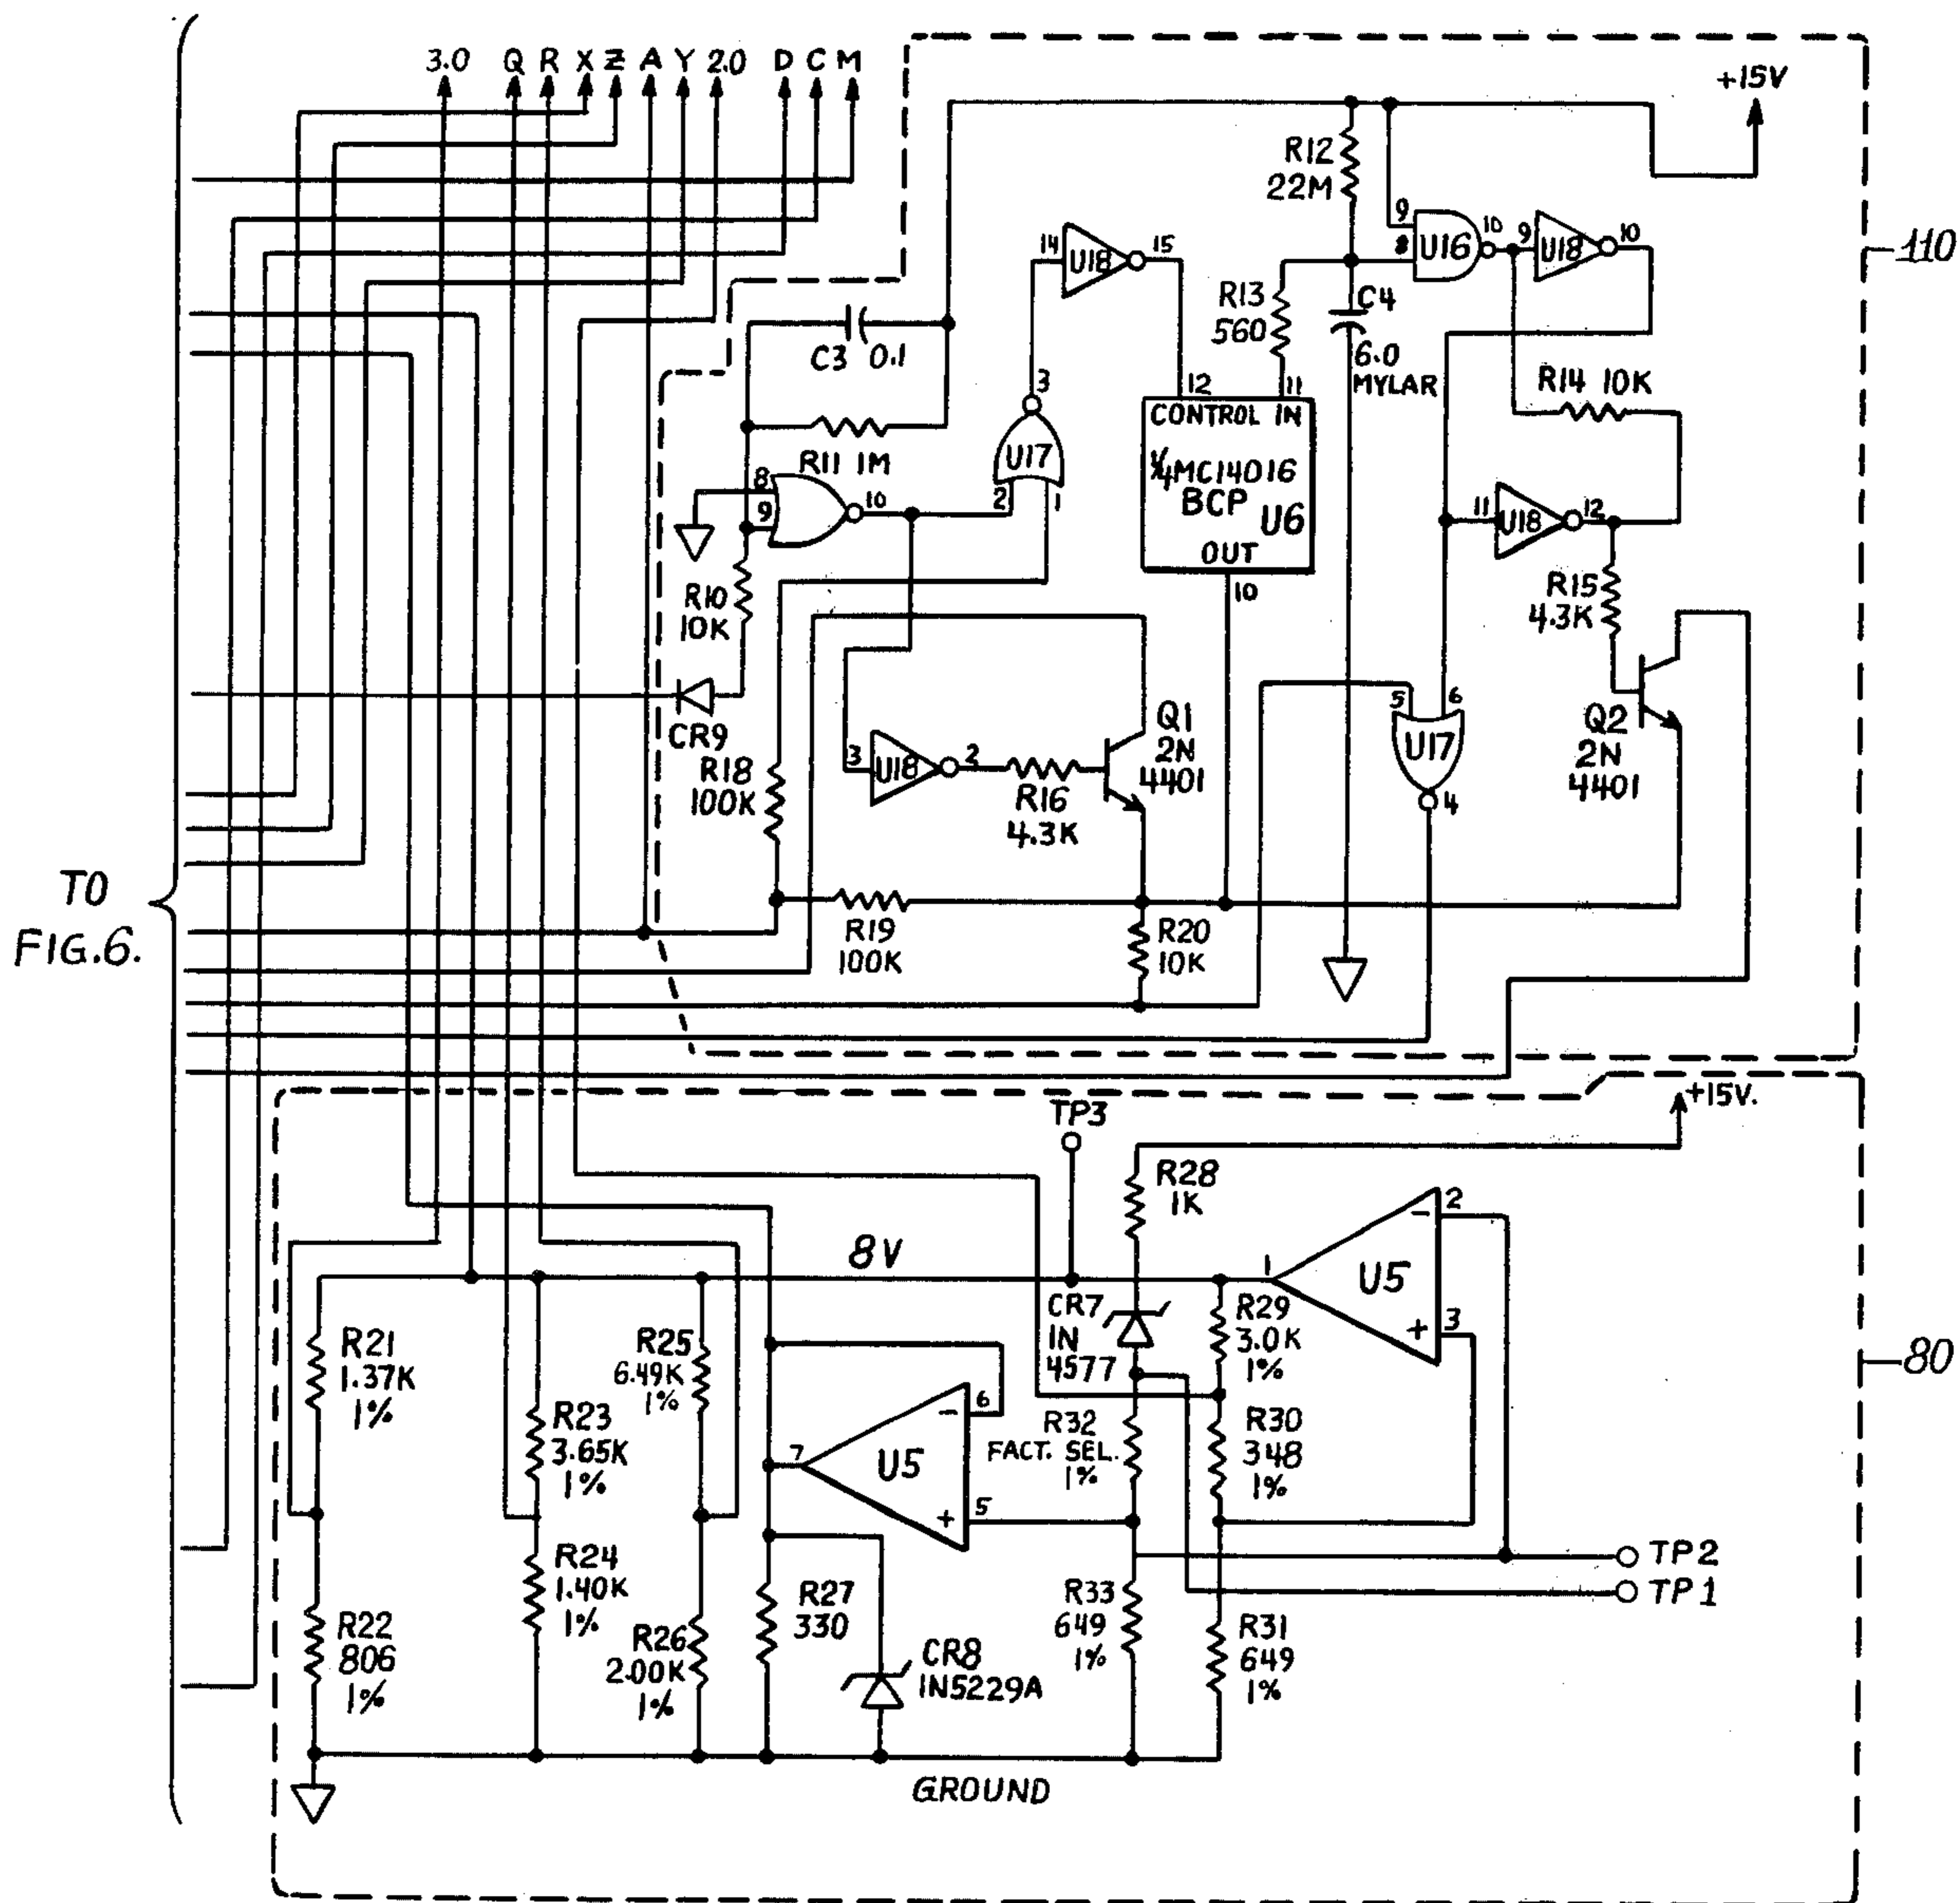 3.0 Q R X Z A Y 2.0 D C M
+15V
R12
22M
110
9
8
U16
10
9
U18
10
14
U18
15
R13
560
C4
6.0
MYLAR
C3 0.1
R14 10K
3
U17
2
1
12
11
CONTROL IN
1/4MC14016
BCP
U6
OUT
10
R11 1M
8
9
10
11
U18
12
R10
10K
R15
4.3K
CR9
5
6
U17
4
Q2
2N
4401
R18
100K
3
U18
2
R16
4.3K
Q1
2N
4401
TO
FIG.6.
R19
100K
R20
10K
TP3
+15V.
R28
1K
8V
1
U5
2
-
+
3
80
CR7
IN
4577
R29
3.0K
1%
R21
1.37K
1%
R25
6.49K
1%
R23
3.65K
1%
7
U5
-
6
+
5
R32
FACT. SEL.
1%
R30
348
1%
TP2
TP1
R24
1.40K
1%
R22
806
1%
R26
2.00K
1%
R27
330
CR8
IN5229A
R33
649
1%
R31
649
1%
GROUND